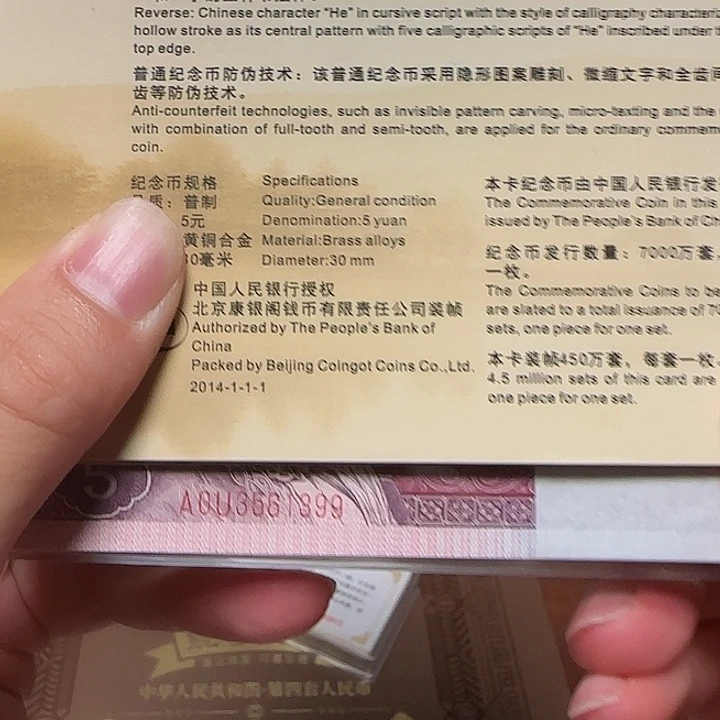 Reverse: Chinese character "He" in cursive script with the style of calligraphy
hollow stroke as its central pattern with five calligraphic scripts of "He" inscribed under
top edge.
普通纪念币防伪技术：该普通纪念币采用隐形图案雕刻、微缩文字和全齿间
齿等防伪技术。
Anti-counterfeit technologies, such as invisible pattern carving, micro-texting and the
with combination of full-tooth and semi-tooth, are applied for the ordinary
coin.
纪念币规格 Specifications
质：普制 Quality:General condition
5元 Denomination:5 yuan
黄铜合金 Material:Brass alloys
0毫米 Diameter:30 mm
中国人民银行授权
北京康银阁钱币有限责任公司装帧
Authorized by The People's Bank of
China
Packed by Beijing Coingot Coins Co.,Ltd.
2014-1-1-1
本卡纪念币由中国人民银行发
The Commemorative Coin in this
issued by The People's Bank of
纪念币发行数量：7000万套，
一枚。
The Commemorative Coins to be
are slated to a total issuance of
sets, one piece for one set.
本卡装帧450万套，每套一枚
4.5 million sets of this card are
one piece for one set.
5
A0U3661399
中华人民共和国·第四套人民币